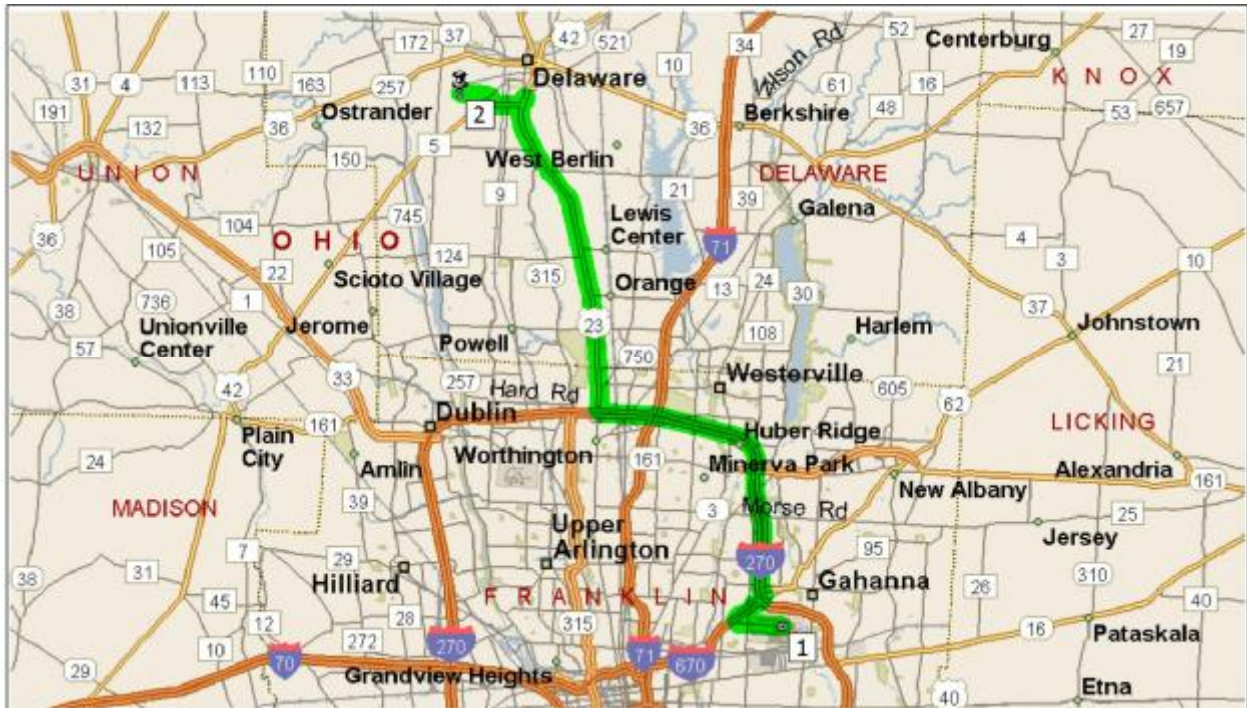 172
37
42
521
10
34
Wilson Rd
52
Centerburg
27
19
31
4
113
110
163
257
Delaware
61
16
KNOX
191
132
36
Ostrander
2
5
36
Berkshire
48
53
657
UNION
150
West Berlin
DELAWARE
9
21
39
Galena
104
745
Lewis
Center
36
105
OHIO
71
4
22
Scioto Village
124
315
Orange
13
24
30
3
10
38
736
1
Unionville
Center
Jerome
23
37
Johnstown
57
Powell
750
108
Harlem
21
42
33
257
Hard Rd
Westerville
605
62
161
Dublin
LICKING
Plain
City
Huber Ridge
24
Amlin
Worthington
161
Minerva Park
Alexandria
161
MADISON
39
New Albany
3
Morse Rd
25
Upper
Arlington
Jersey
7
29
270
95
310
38
31
Hilliard
Gahanna
26
45
FRANKLIN
40
12
28
315
16
Pataskala
272
270
71
1
10
70
670
29
Grandview Heights
Etna
40